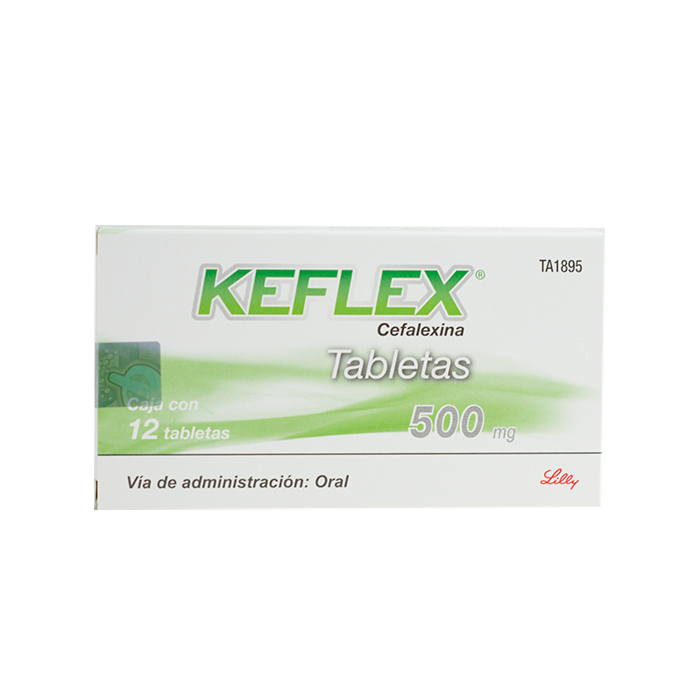 KEFLEX®
TA1895
Cefalexina
Tabletas
Caja con
12 tabletas
500 mg
Vía de administración: Oral
Lilly